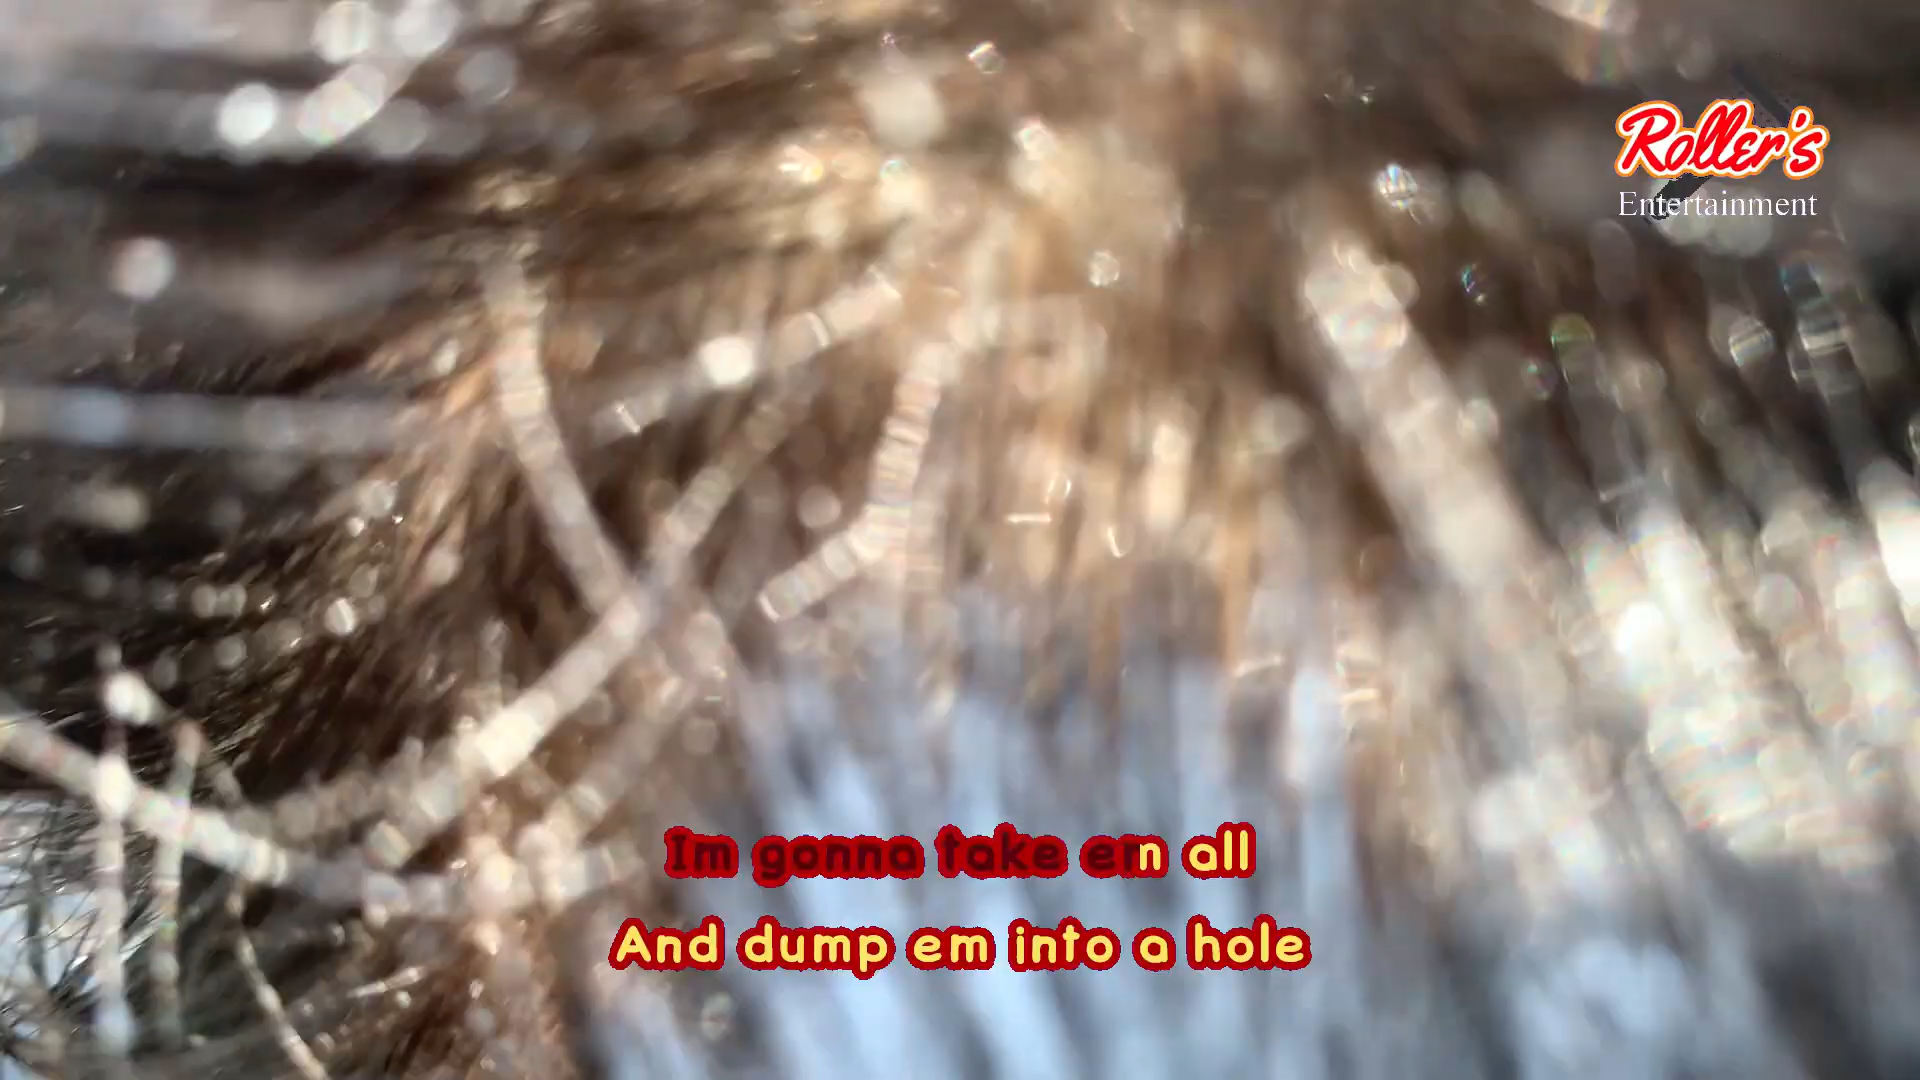 Roller's
Entertainment
Im gonna take em all
And dump em into a hole